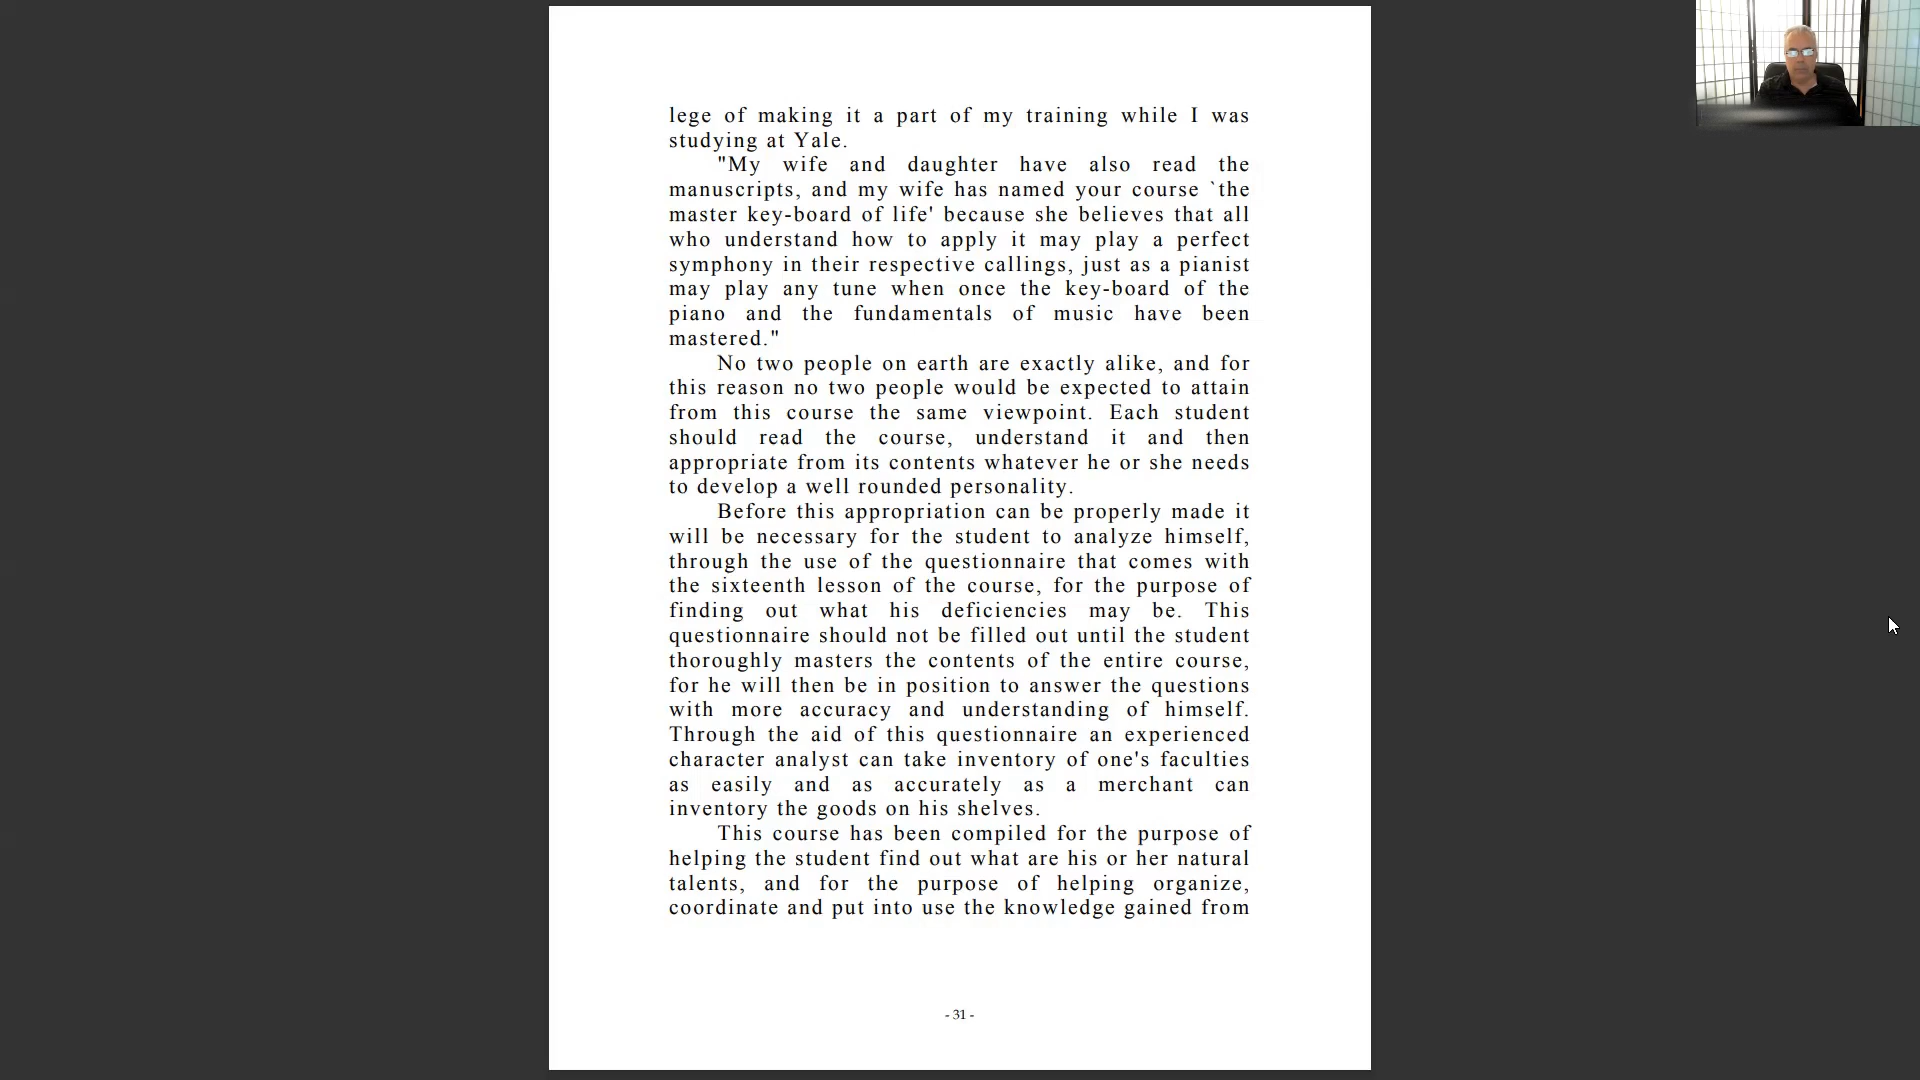 lege of making it a part of my training while I was
studying at Yale.
"My wife and daughter have also read the
manuscripts, and my wife has named your course `the
master key-board of life' because she believes that all
who understand how to apply it may play a perfect
symphony in their respective callings, just as a pianist
may play any tune when once the key-board of the
piano and the fundamentals of music have been
mastered."
No two people on earth are exactly alike, and for
this reason no two people would be expected to attain
from this course the same viewpoint. Each student
should read the course, understand it and then
appropriate from its contents whatever he or she needs
to develop a well rounded personality.
Before this appropriation can be properly made it
will be necessary for the student to analyze himself,
through the use of the questionnaire that comes with
the sixteenth lesson of the course, for the purpose of
finding out what his deficiencies may be. This
questionnaire should not be filled out until the student
thoroughly masters the contents of the entire course,
for he will then be in position to answer the questions
with more accuracy and understanding of himself.
Through the aid of this questionnaire an experienced
character analyst can take inventory of one's faculties
as easily and as accurately as a merchant can
inventory the goods on his shelves.
This course has been compiled for the purpose of
helping the student find out what are his or her natural
talents, and for the purpose of helping organize,
coordinate and put into use the knowledge gained from
- 31 -